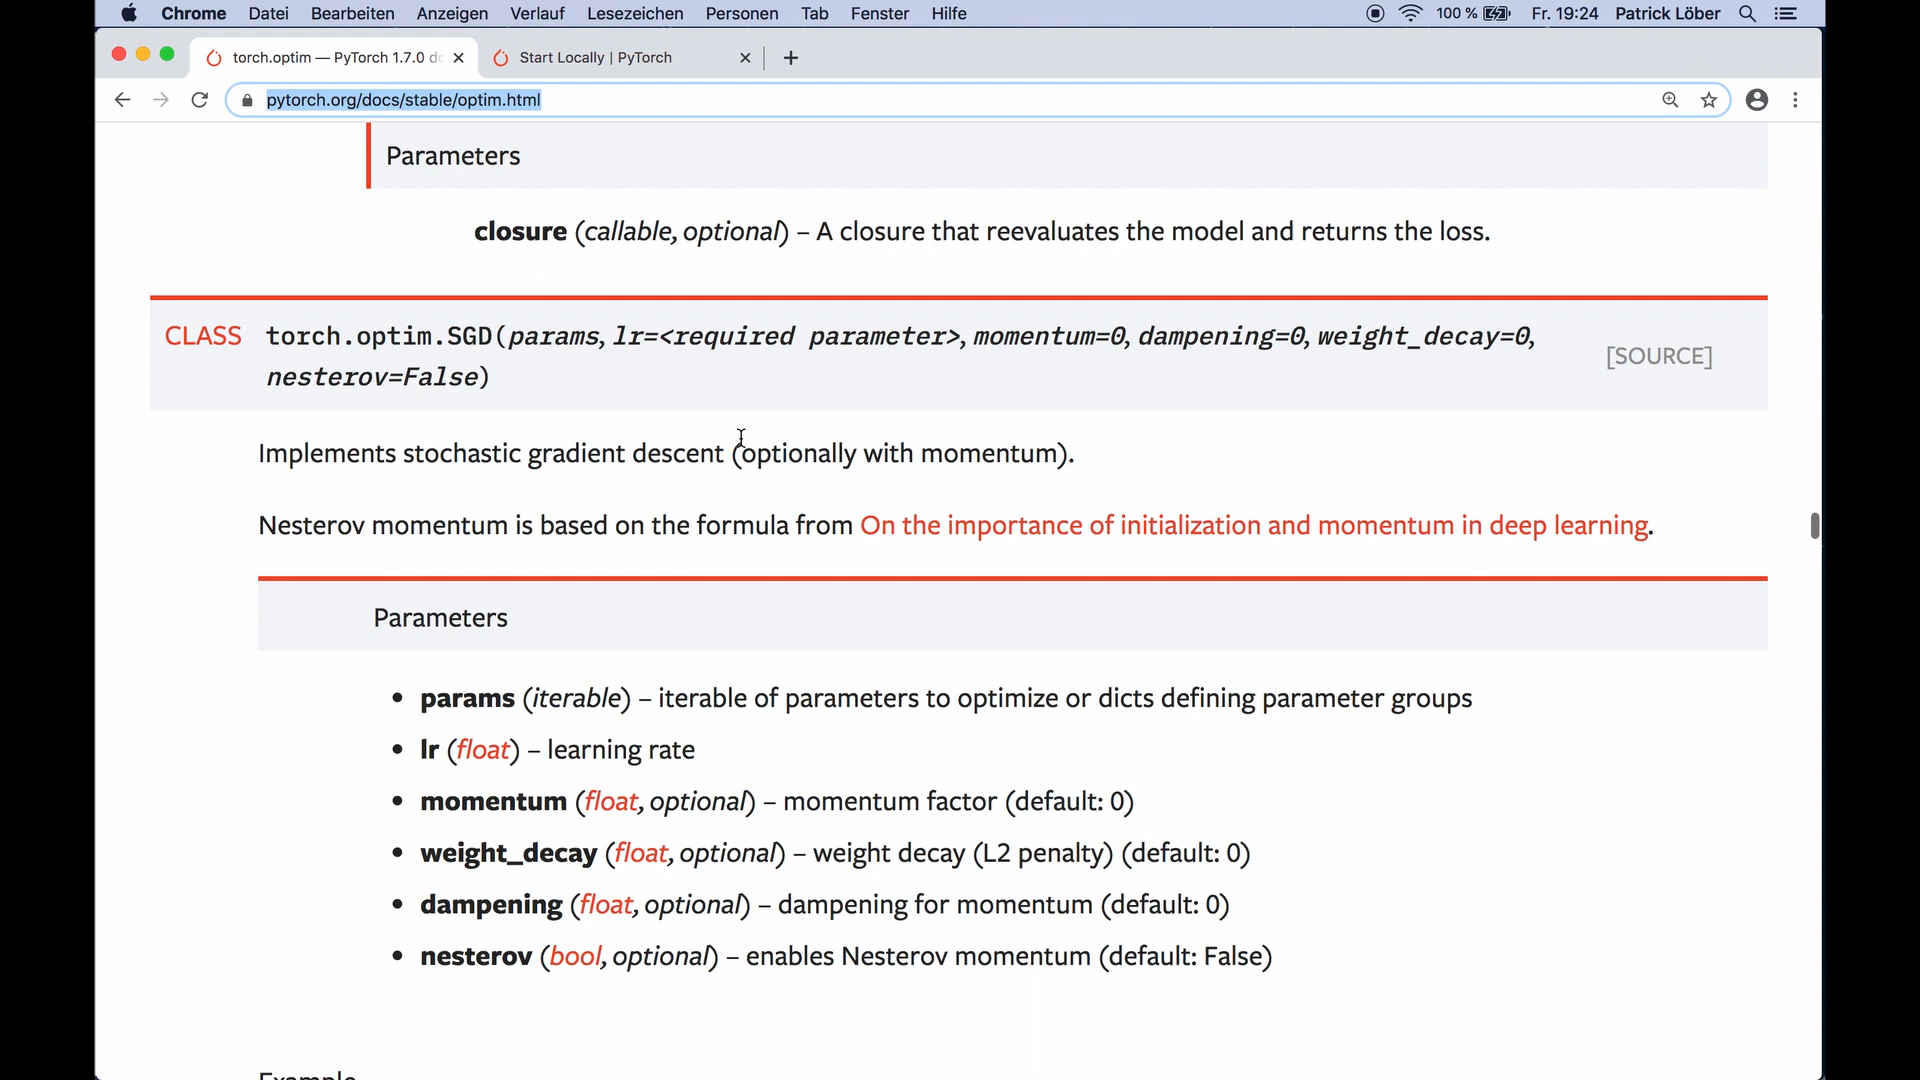 Chrome Datei Bearbeiten Anzeigen Verlauf Lesezeichen Personen Tab Fenster Hilfe 100 % Fr. 19:24 Patrick Löber
torch.optim — PyTorch 1.7.0 do Start Locally | PyTorch
pytorch.org/docs/stable/optim.html
Parameters
closure (callable, optional) – A closure that reevaluates the model and returns the loss.
CLASS torch.optim.SGD(params, lr=<required parameter>, momentum=0, dampening=0, weight_decay=0,
nesterov=False)
[SOURCE]
Implements stochastic gradient descent (optionally with momentum).
Nesterov momentum is based on the formula from On the importance of initialization and momentum in deep learning.
Parameters
• params (iterable) – iterable of parameters to optimize or dicts defining parameter groups
• lr (float) – learning rate
• momentum (float, optional) – momentum factor (default: 0)
• weight_decay (float, optional) – weight decay (L2 penalty) (default: 0)
• dampening (float, optional) – dampening for momentum (default: 0)
• nesterov (bool, optional) – enables Nesterov momentum (default: False)
Example